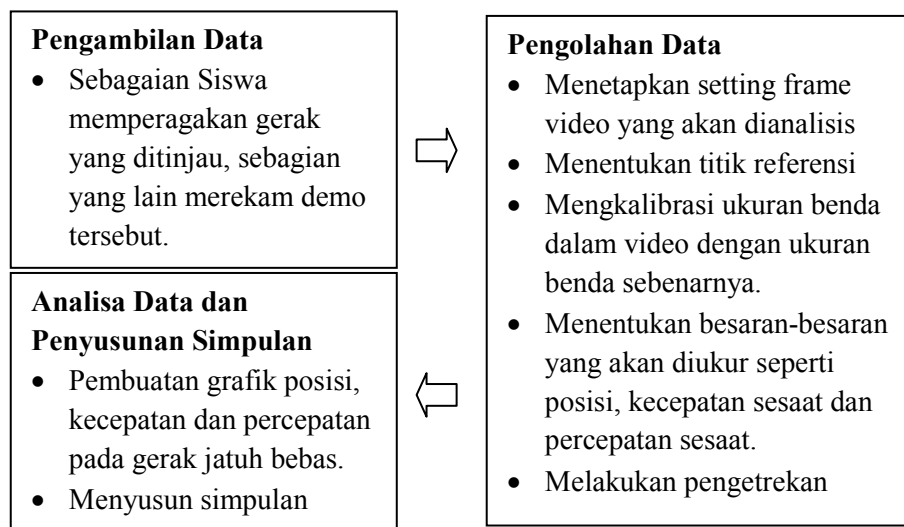 Pengambilan Data
• Sebagaian Siswa
memperagakan gerak
yang ditinjau, sebagian
yang lain merekam demo
tersebut.
Pengolahan Data
• Menetapkan setting frame
video yang akan dianalisis
• Menentukan titik referensi
• Mengkalibrasi ukuran benda
dalam video dengan ukuran
benda sebenarnya.
• Menentukan besaran-besaran
yang akan diukur seperti
posisi, kecepatan sesaat dan
percepatan sesaat.
• Melakukan pengetrekan
Analisa Data dan
Penyusunan Simpulan
• Pembuatan grafik posisi,
kecepatan dan percepatan
pada gerak jatuh bebas.
• Menyusun simpulan